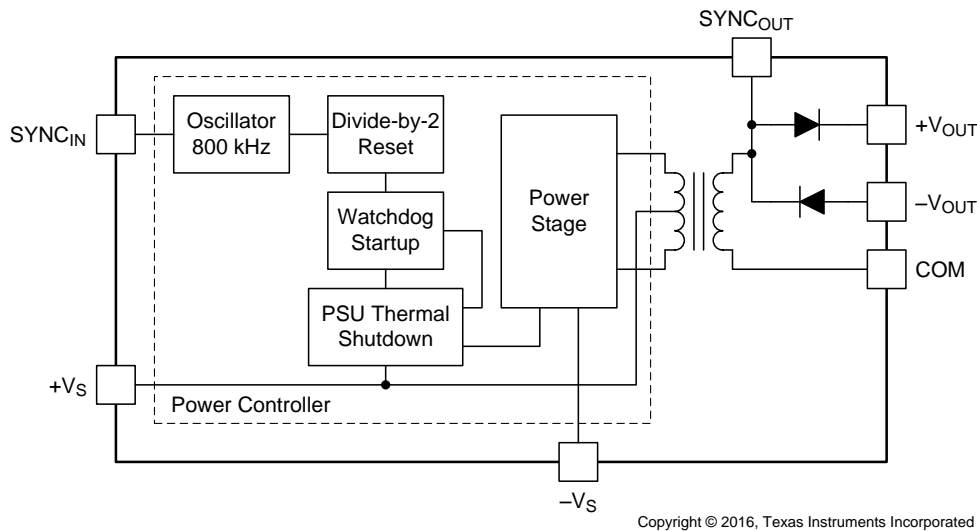 SYNCOUT
SYNCIN
Oscillator
800 kHz
Divide-by-2
Reset
+VOUT
Watchdog
Startup
Power
Stage
–VOUT
COM
PSU Thermal
Shutdown
+VS
Power Controller
–VS
Copyright © 2016, Texas Instruments Incorporated